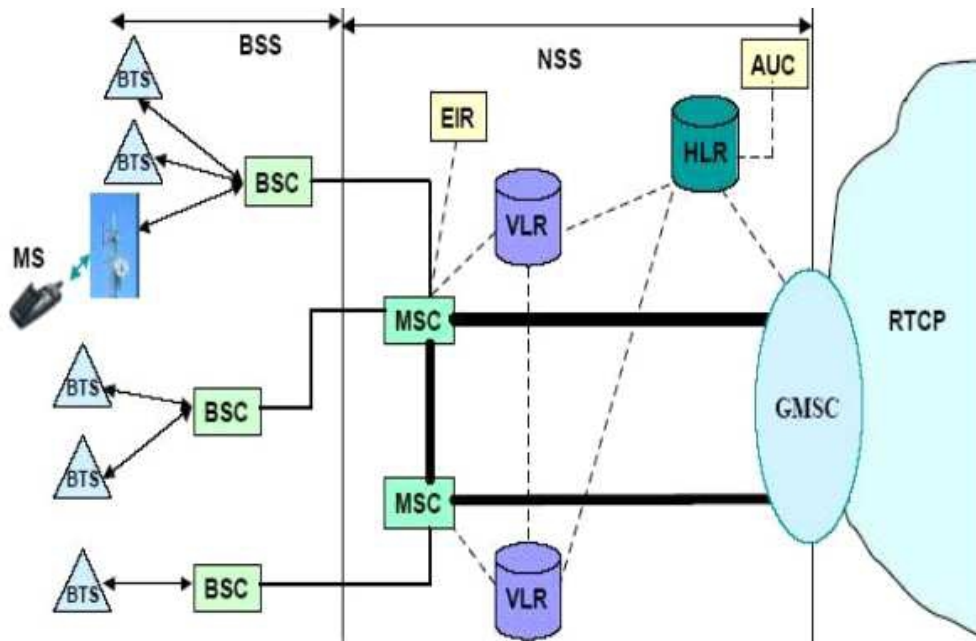 BSS
NSS
BTS
AUC
EIR
HLR
BTS
BSC
VLR
MS
MSC
RTCP
BTS
BSC
GMSC
BTS
MSC
BTS
BSC
VLR